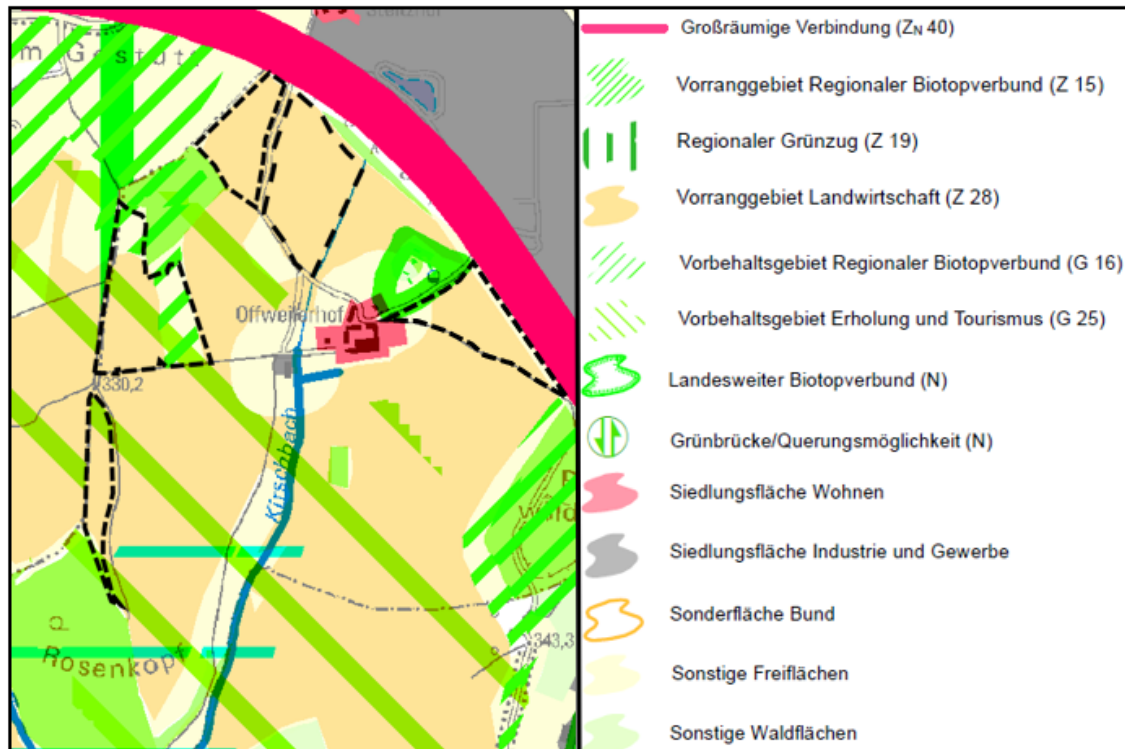 Gestüt
Offweilerhof
330,2
Kirschbach
Rosenkopf
343,3
Großräumige Verbindung (ZN 40)
Vorranggebiet Regionaler Biotopverbund (Z 15)
Regionaler Grünzug (Z 19)
Vorranggebiet Landwirtschaft (Z 28)
Vorbehaltsgebiet Regionaler Biotopverbund (G 16)
Vorbehaltsgebiet Erholung und Tourismus (G 25)
Landesweiter Biotopverbund (N)
Grünbrücke/Querungsmöglichkeit (N)
Siedlungsfläche Wohnen
Siedlungsfläche Industrie und Gewerbe
Sonderfläche Bund
Sonstige Freiflächen
Sonstige Waldflächen